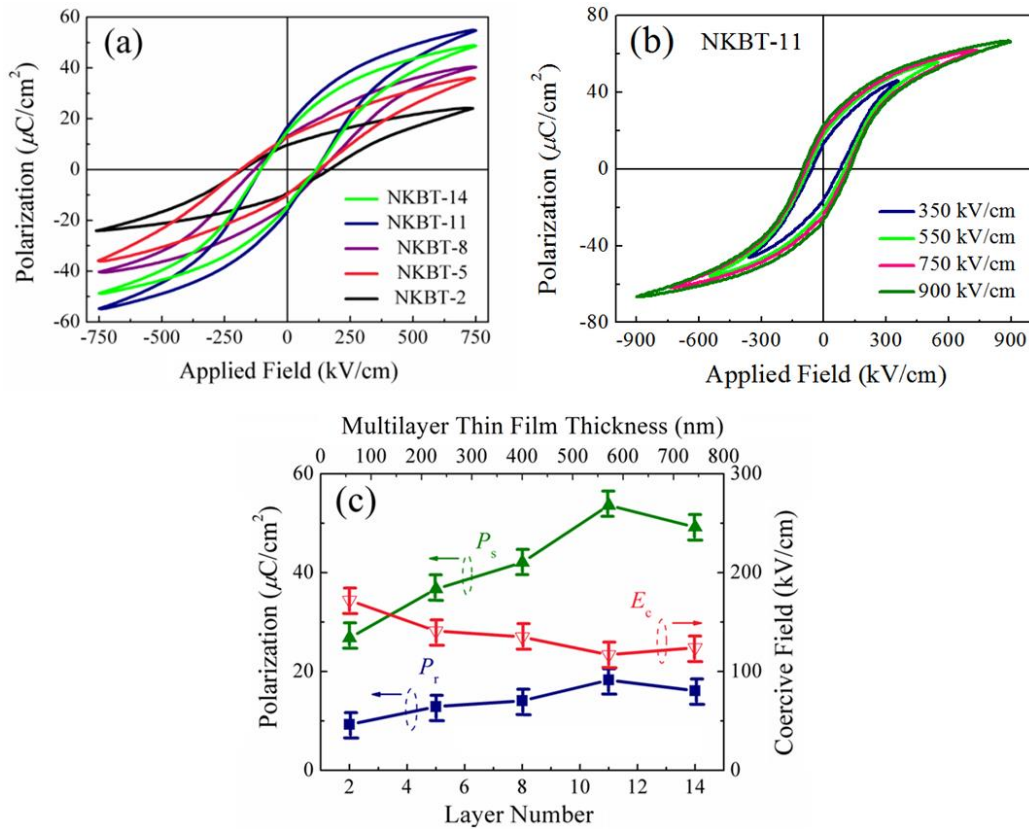 (a)
60
40
20
0
-20
-40
-60
Polarization (μC/cm²)
NKBT-14
NKBT-11
NKBT-8
NKBT-5
NKBT-2
-750 -500 -250 0 250 500 750
Applied Field (kV/cm)
(b) NKBT-11
80
40
0
-40
-80
Polarization (μC/cm²)
350 kV/cm
550 kV/cm
750 kV/cm
900 kV/cm
-900 -600 -300 0 300 600 900
Applied Field (kV/cm)
Multilayer Thin Film Thickness (nm)
0 100 200 300 400 500 600 700 800
(c)
60
40
20
0
Polarization (μC/cm²)
Ps
Ec
Pr
300
200
100
0
Coercive Field (kV/cm)
2 4 6 8 10 12 14
Layer Number